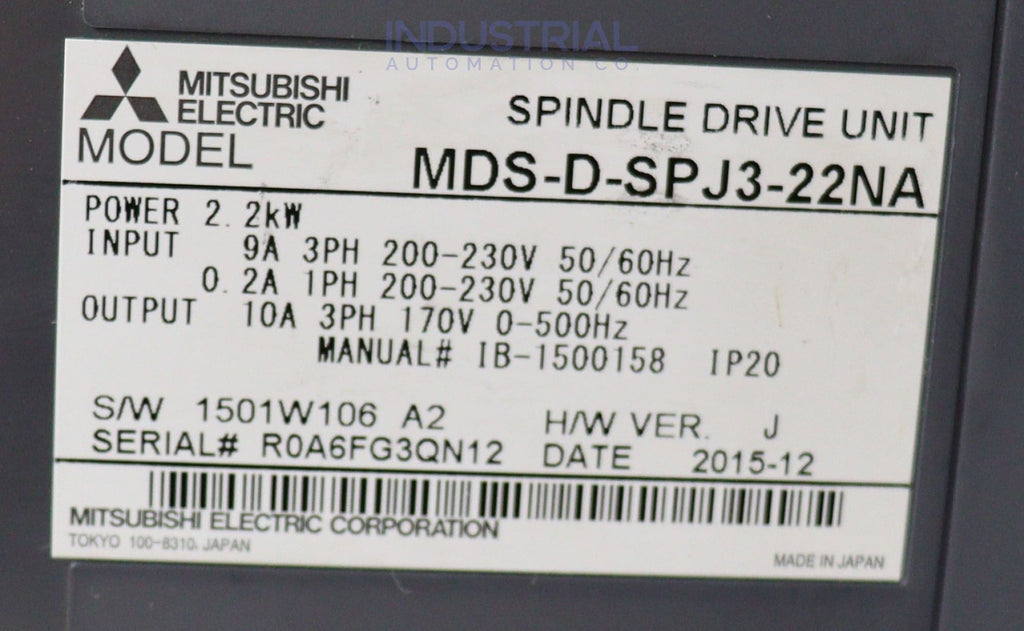 INDUSTRIAL
AUTOMATION CO.
MITSUBISHI
ELECTRIC
SPINDLE DRIVE UNIT
MODEL MDS-D-SPJ3-22NA
POWER 2.2kW
INPUT 9A 3PH 200-230V 50/60Hz
0.2A 1PH 200-230V 50/60Hz
OUTPUT 10A 3PH 170V 0-500Hz
MANUAL# IB-1500158 IP20
S/W 1501W106 A2 H/W VER. J
SERIAL# R0A6FG3QN12 DATE 2015-12
MITSUBISHI ELECTRIC CORPORATION
TOKYO 100-8310, JAPAN
MADE IN JAPAN